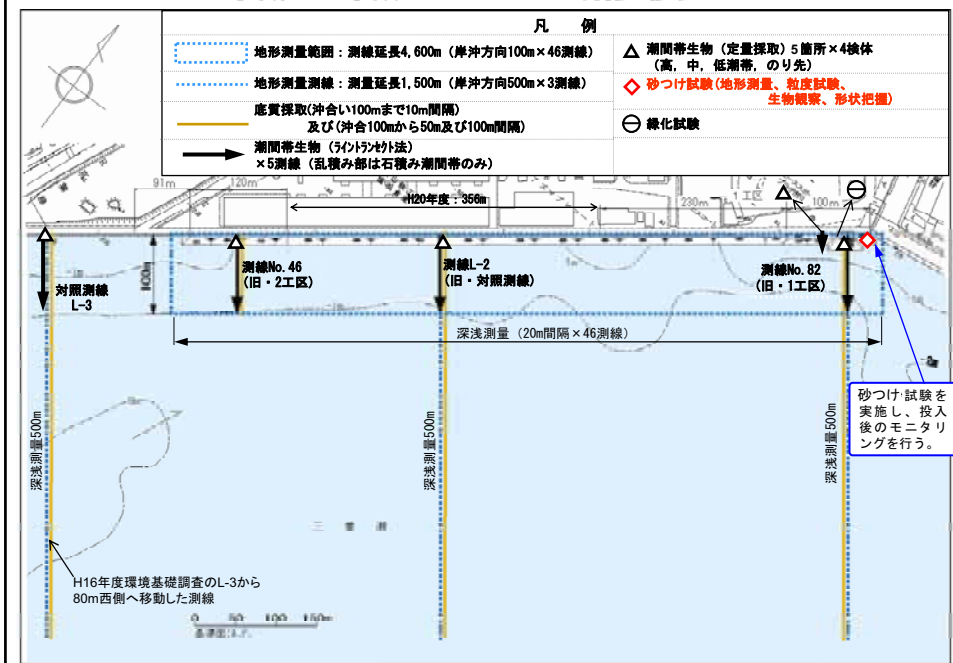 凡 例
地形測量範囲：測線延長4,600m（岸沖方向100m×46測線）
地形測量測線：測量延長1,500m（岸沖方向500m×3測線）
底質採取(沖合い100mまで10m間隔)
及び(沖合100mから50m及び100m間隔)
潮間帯生物（ライントランセクト法）
×5測線（乱積み部は石積み潮間帯のみ）
潮間帯生物（定量採取）5箇所×4検体
（高，中，低潮帯，のり先）
砂つけ試験(地形測量、粒度試験、
生物観察、形状把握)
緑化試験
91m
120m
H20年度：356m
230m
工区
100m
対照測線
L-3
100m
測線No.46
（旧・2工区）
測線L-2
（旧・対照測線）
測線No.82
（旧・1工区）
深浅測量（20m間隔×46測線）
深浅測量500m
深浅測量500m
深浅測量500m
砂つけ試験を
実施し、投入
後のモニタリ
ングを行う。
三 番 瀬
H16年度環境基礎調査のL-3から
80m西側へ移動した測線
0 50 100 150m